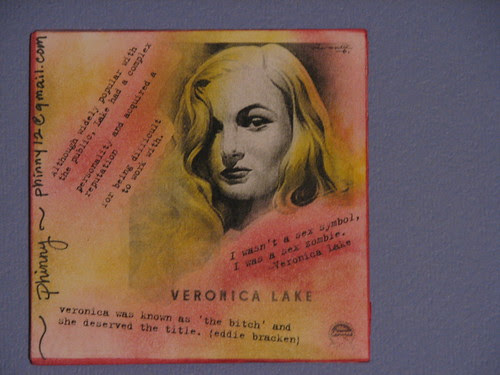 phinny ~ phinny12@gmail.com
Although widely popular with
the public, Lake had a complex
personality and acquired a
reputation
for being difficult
to work with.
I wasn't a sex symbol,
I was a sex zombie.
-Veronica Lake
VERONICA LAKE
veronica was known as 'the bitch' and
she deserved the title. (eddie bracken)